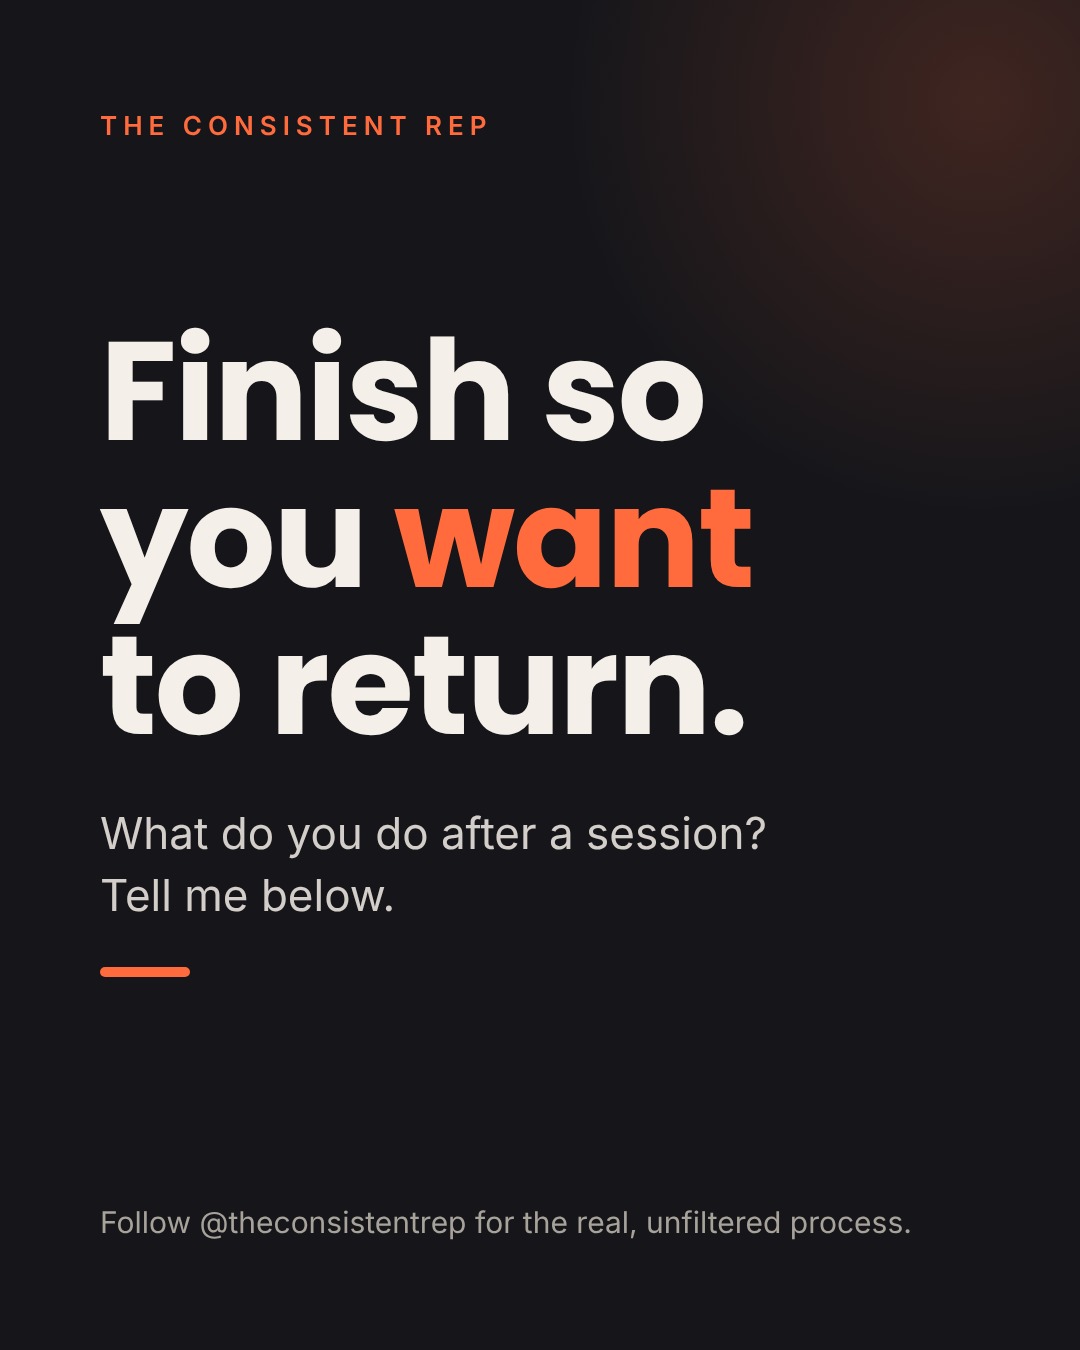 THE CONSISTENT REP
Finish so
you want
to return.
What do you do after a session?
Tell me below.
Follow @theconsistentrep for the real, unfiltered process.